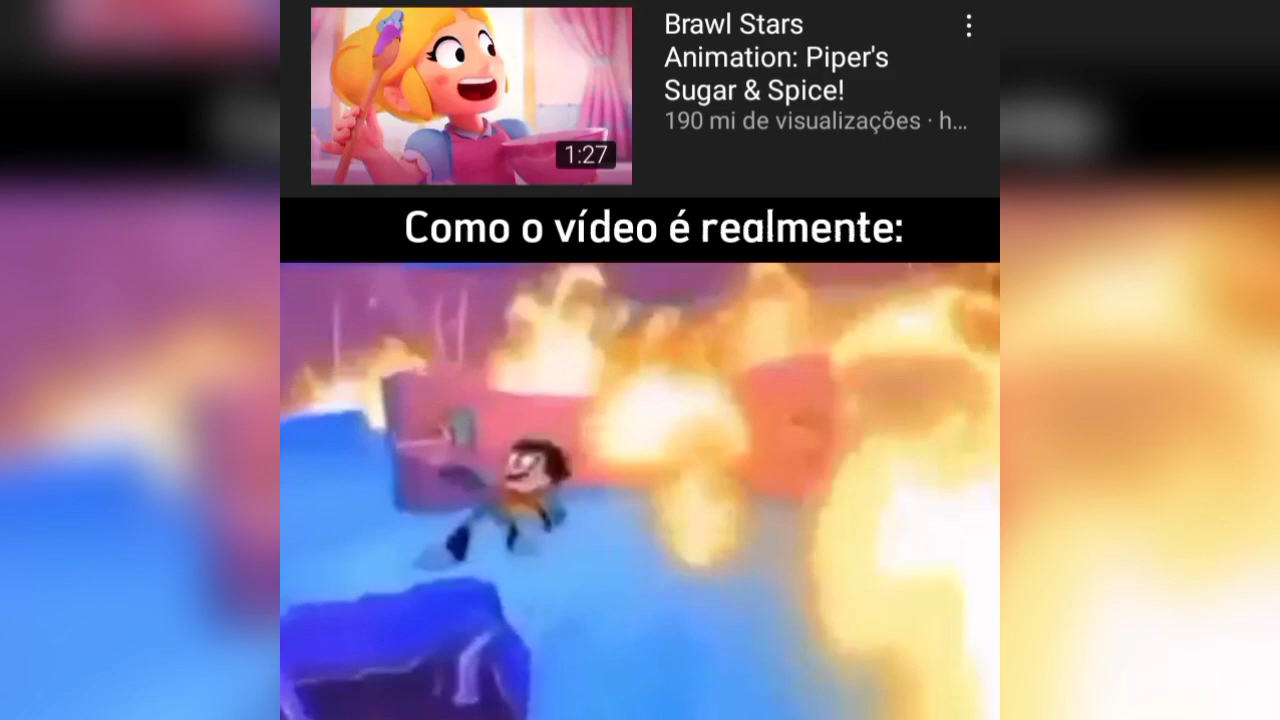 Brawl Stars
Animation: Piper's
Sugar & Spice!
190 mi de visualizações · h...
1:27
Como o vídeo é realmente: